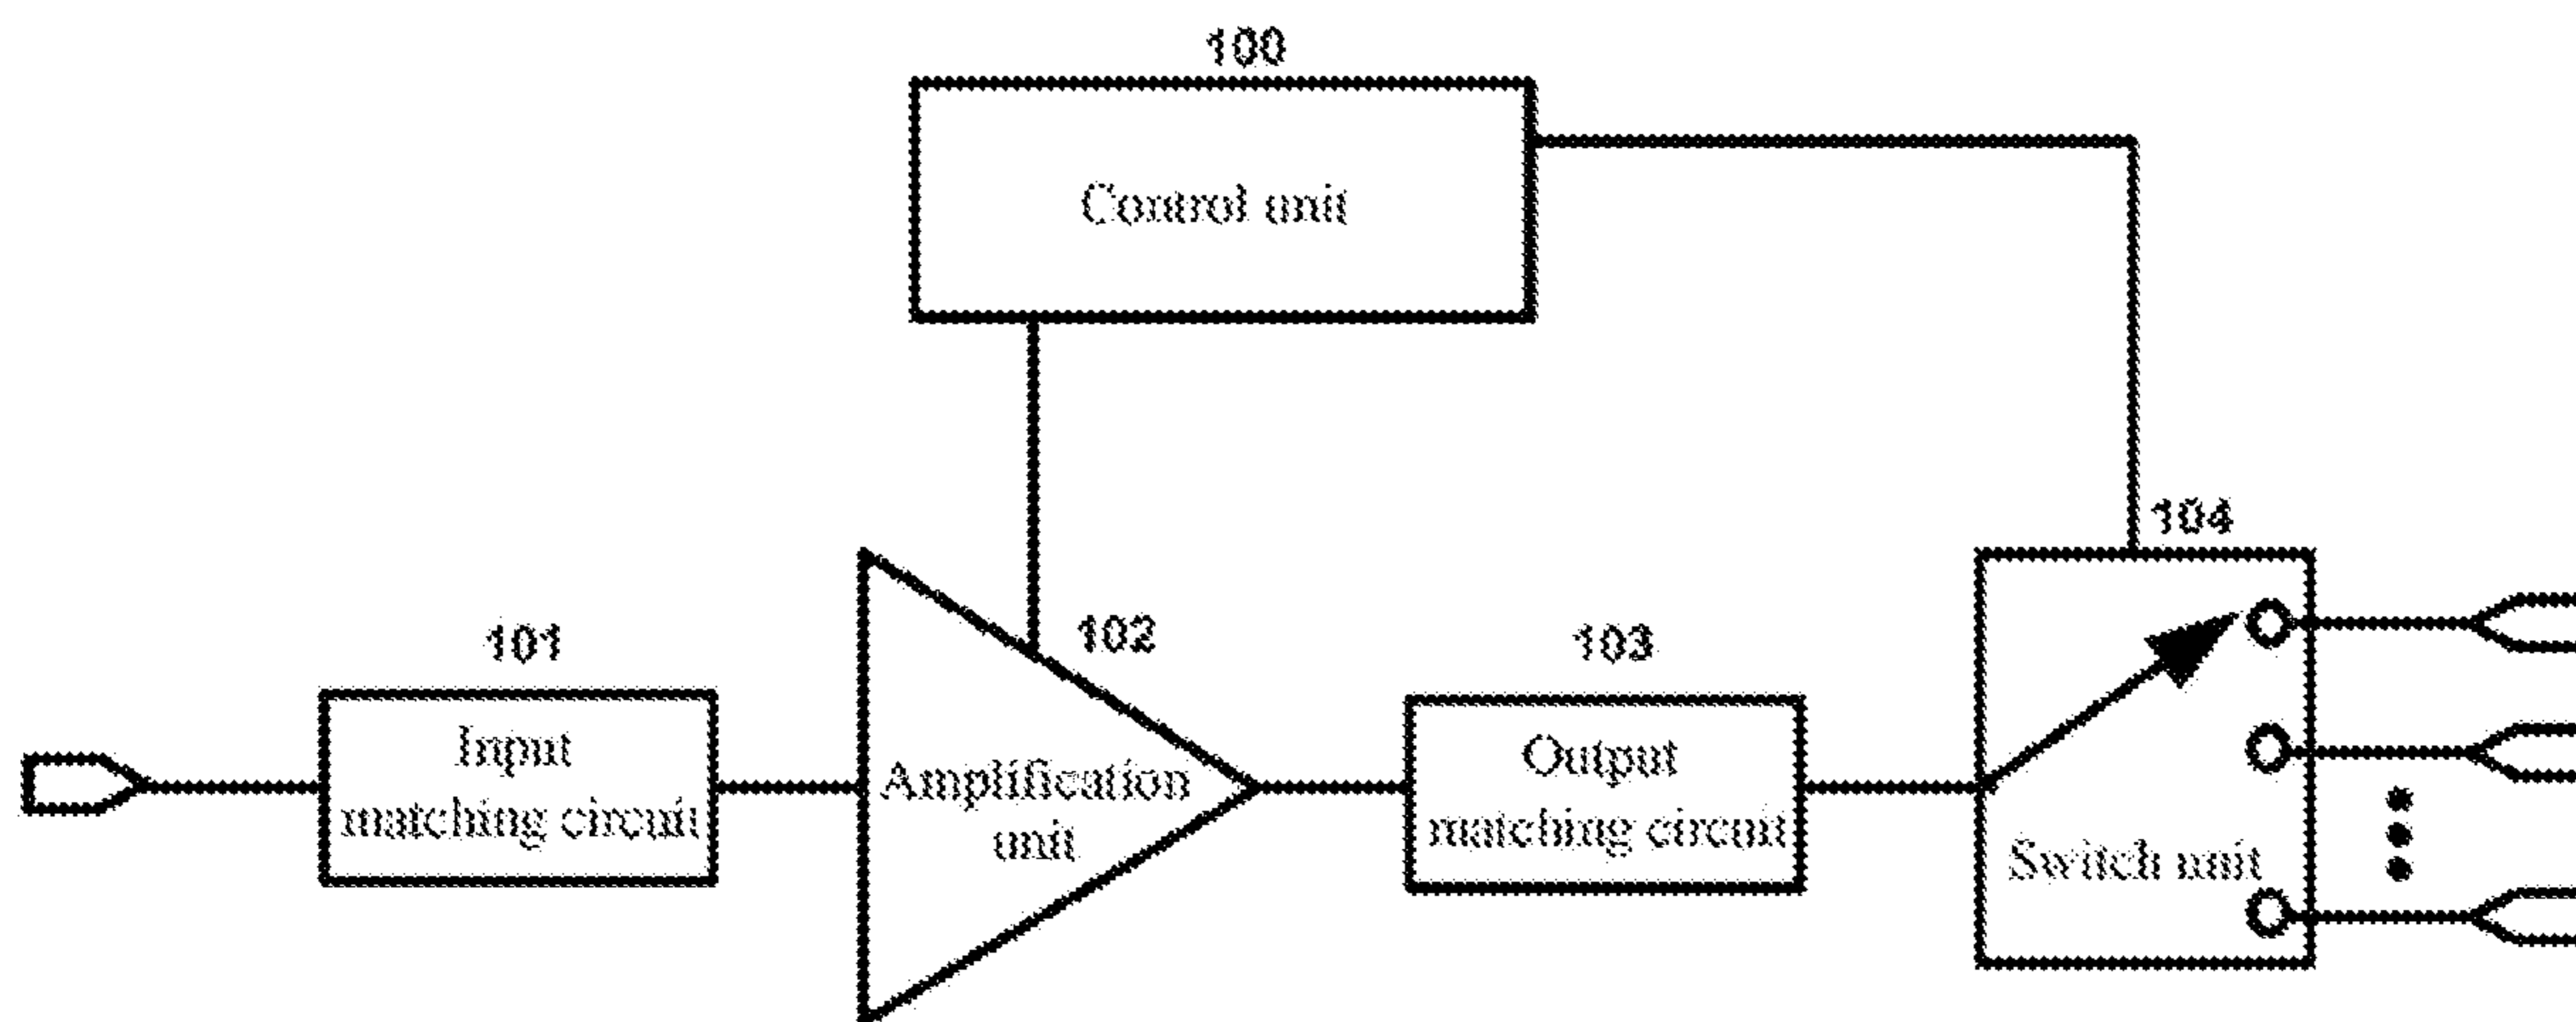 100
Control unit
104
102
101
103
Input
matching circuit
Amplification
unit
Output
matching circuit
Switch unit